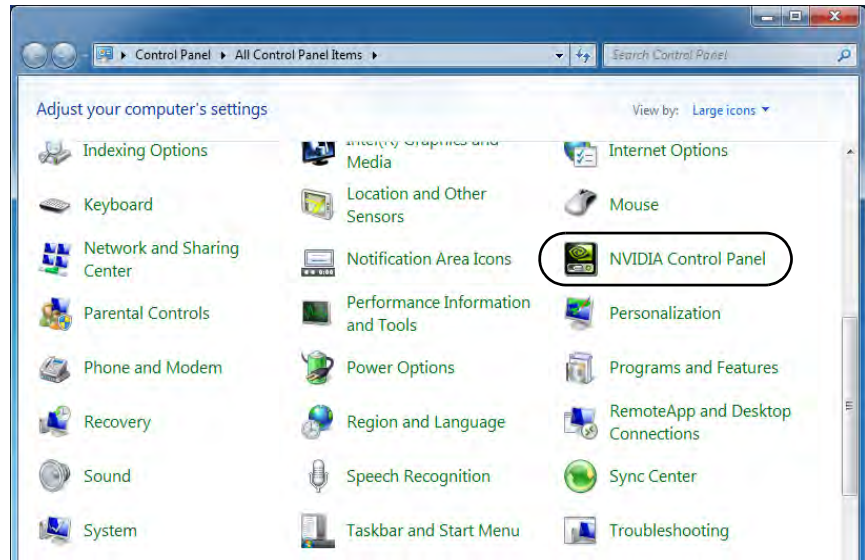 Control Panel ▸ All Control Panel Items ▸
Search Control Panel
Adjust your computer's settings
View by: Large icons
Indexing Options
Intel(R) Graphics and
Media
Internet Options
Keyboard
Location and Other
Sensors
Mouse
Network and Sharing
Center
Notification Area Icons
NVIDIA Control Panel
Parental Controls
Performance Information
and Tools
Personalization
Phone and Modem
Power Options
Programs and Features
Recovery
Region and Language
RemoteApp and Desktop
Connections
Sound
Speech Recognition
Sync Center
System
Taskbar and Start Menu
Troubleshooting